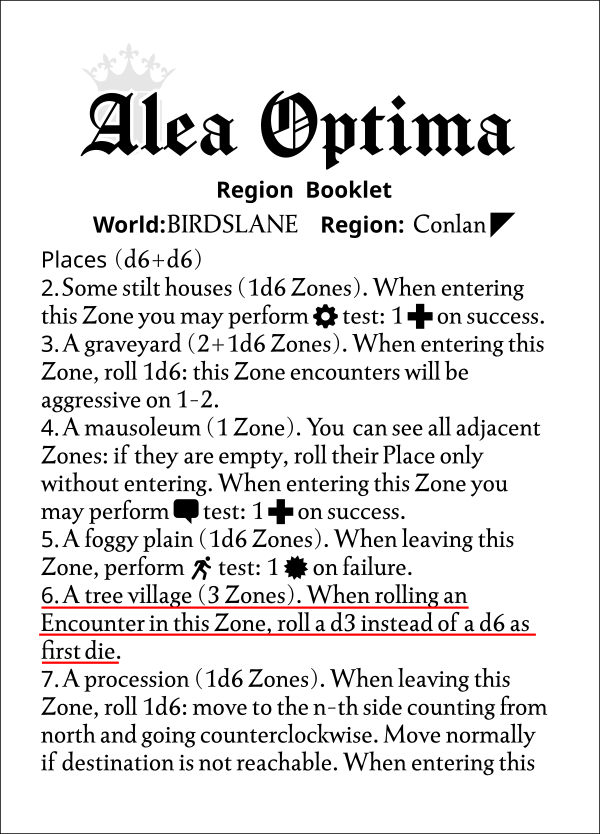 Alea Optima
Region Booklet
World:BIRDSLANE Region: Conlan
Places (d6+d6)
2.Some stilt houses (1d6 Zones). When entering
this Zone you may perform test: 1 on success.
3.A graveyard (2+1d6 Zones). When entering this
Zone, roll 1d6: this Zone encounters will be
aggressive on 1-2.
4.A mausoleum (1 Zone). You can see all adjacent
Zones: if they are empty, roll their Place only
without entering. When entering this Zone you
may perform test: 1 on success.
5.A foggy plain (1d6 Zones). When leaving this
Zone, perform test: 1 on failure.
6.A tree village (3 Zones). When rolling an
Encounter in this Zone, roll a d3 instead of a d6 as
first die.
7.A procession (1d6 Zones). When leaving this
Zone, roll 1d6: move to the n-th side counting from
north and going counterclockwise. Move normally
if destination is not reachable. When entering this